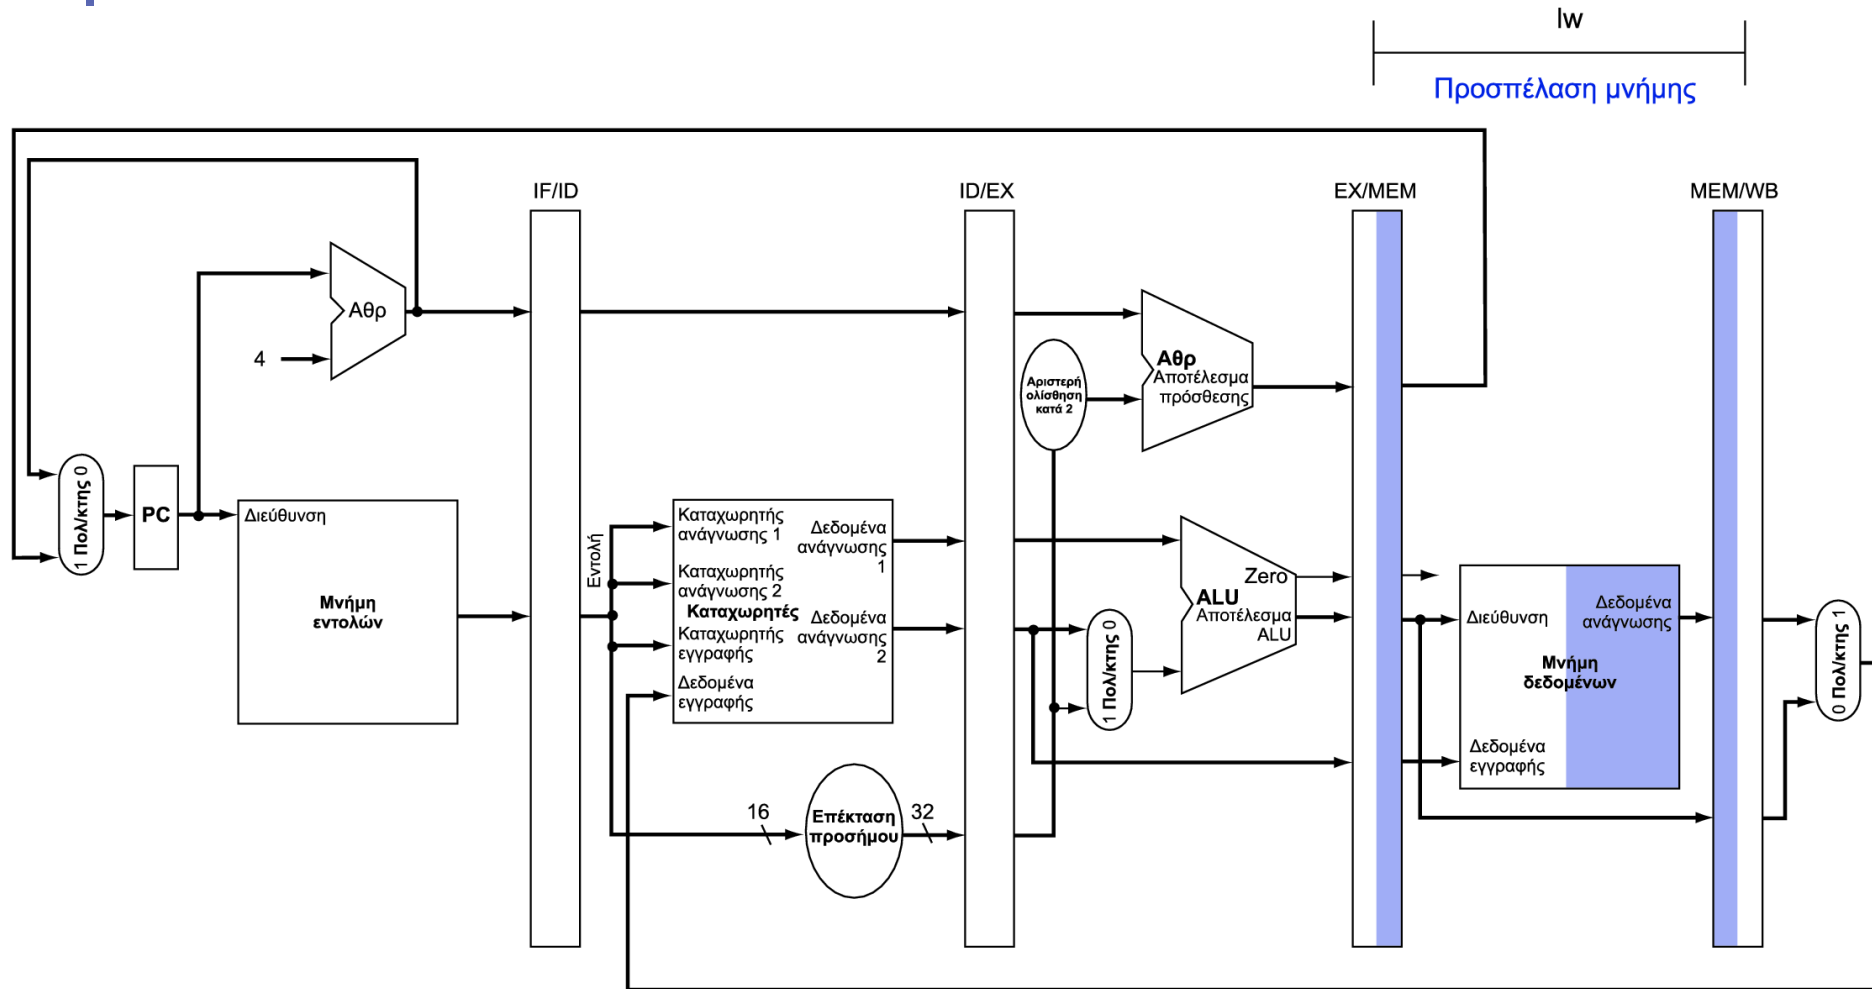 lw
Προσπέλαση μνήμης
IF/ID
ID/EX
EX/MEM
MEM/WB
Αθρ
4
Αριστερή
ολίσθηση
κατά 2
Αθρ
Αποτέλεσμα
πρόσθεσης
1 Πολ/κτης 0
PC
Διεύθυνση
Μνήμη
εντολών
Εντολή
Καταχωρητής
ανάγνωσης 1
Καταχωρητής
ανάγνωσης 2
Καταχωρητές
Καταχωρητής
εγγραφής
Δεδομένα
εγγραφής
Δεδομένα
ανάγνωσης
1
Δεδομένα
ανάγνωσης
2
16
Επέκταση
προσήμου
32
1 Πολ/κτης 0
Zero
ALU
Αποτέλεσμα
ALU
Διεύθυνση
Δεδομένα
ανάγνωσης
Μνήμη
δεδομένων
Δεδομένα
εγγραφής
0 Πολ/κτης 1